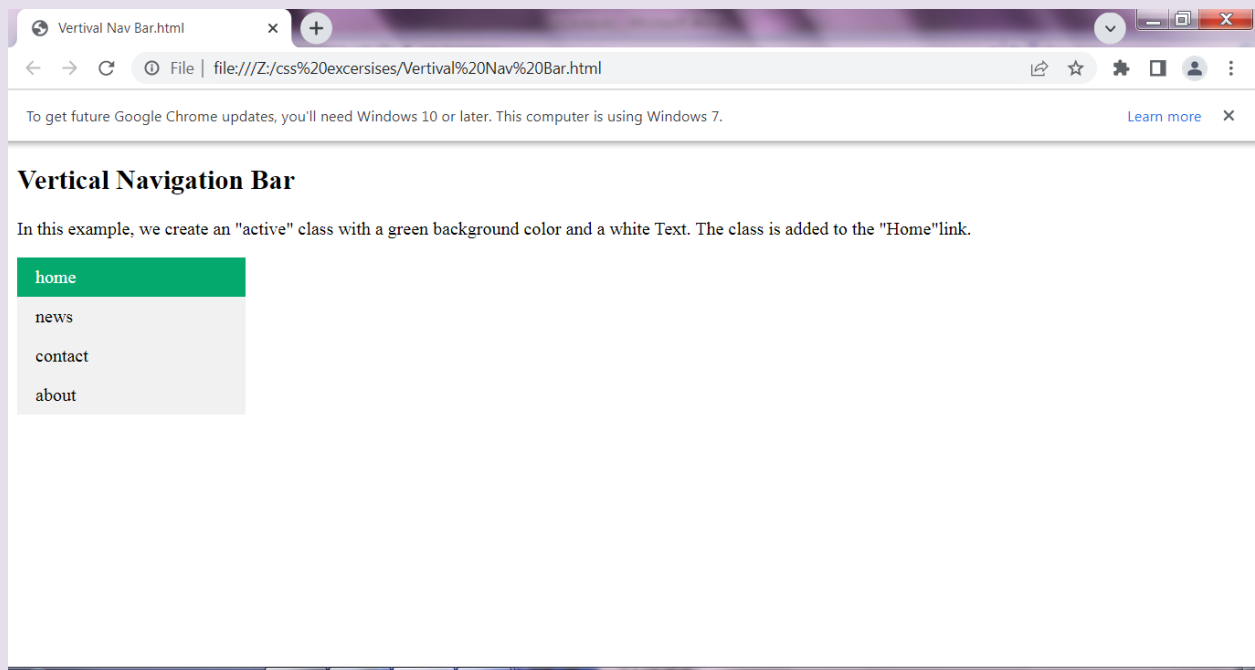 Vertival Nav Bar.html
File | file:///Z:/css%20excersises/Vertival%20Nav%20Bar.html
To get future Google Chrome updates, you'll need Windows 10 or later. This computer is using Windows 7. Learn more
Vertical Navigation Bar
In this example, we create an "active" class with a green background color and a white Text. The class is added to the "Home"link.
home
news
contact
about